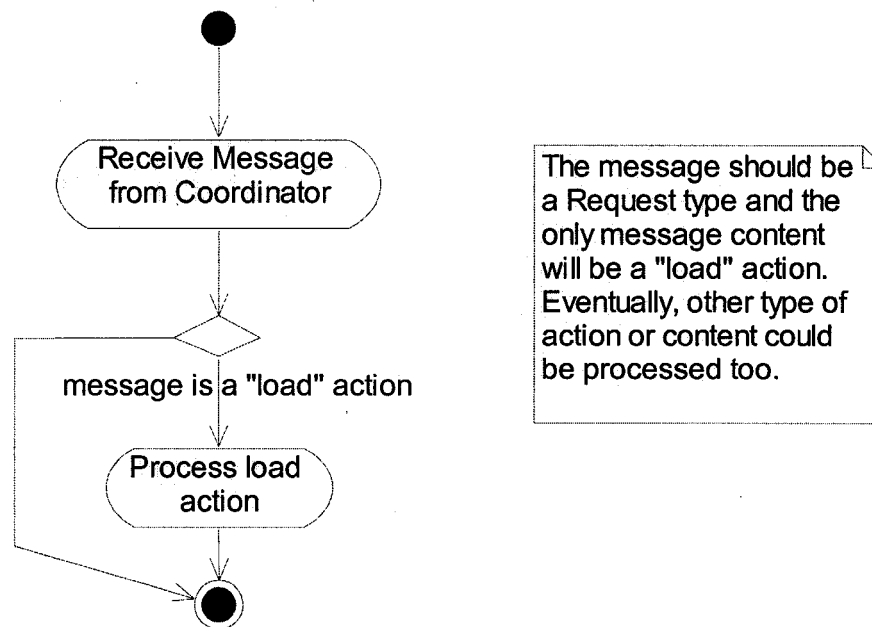 Receive Message
from Coordinator
message is a "load" action
Process load
action
The message should be
a Request type and the
only message content
will be a "load" action.
Eventually, other type of
action or content could
be processed too.